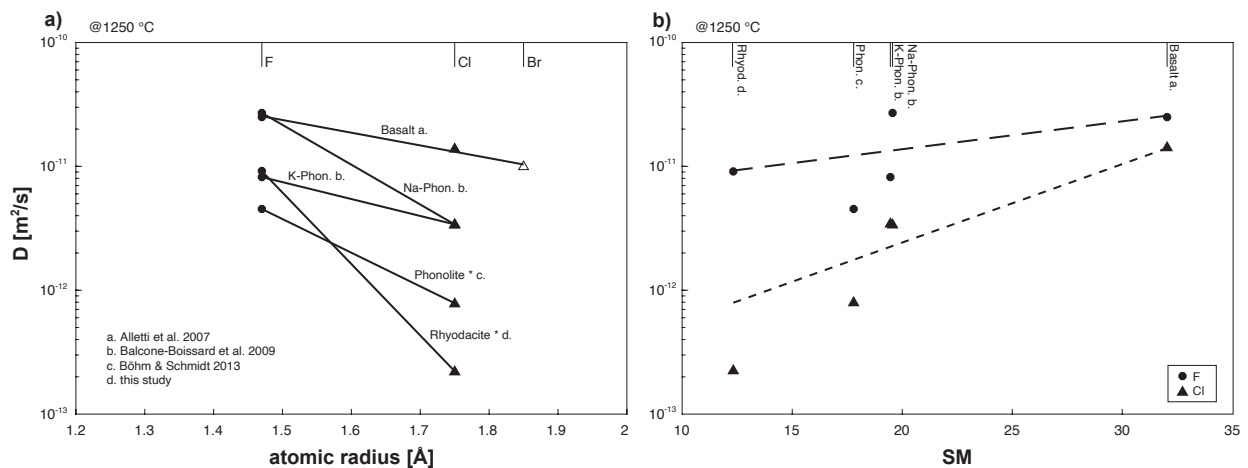 a)
@1250 °C
10-10
10-11
10-12
10-13
D [m2/s]
F
Cl
Br
Basalt a.
K-Phon. b.
Na-Phon. b.
Phonolite * c.
Rhyodacite * d.
a. Alletti et al. 2007
b. Balcone-Boissard et al. 2009
c. Böhm & Schmidt 2013
d. this study
1.2 1.3 1.4 1.5 1.6 1.7 1.8 1.9 2
atomic radius [Å]
b)
@1250 °C
10-10
10-11
10-12
10-13
Rhyod. d.
Phon. c.
Na-Phon. b.
K-Phon. b.
Basalt a.
F
Cl
10 15 20 25 30 35
SM